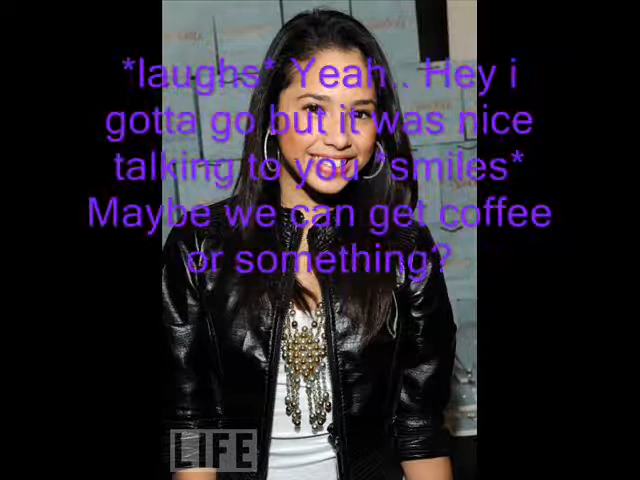 *laughs* Yeah.. Hey i
gotta go but it was nice
talking to you *smiles*
Maybe we can get coffee
or something?
LIFE